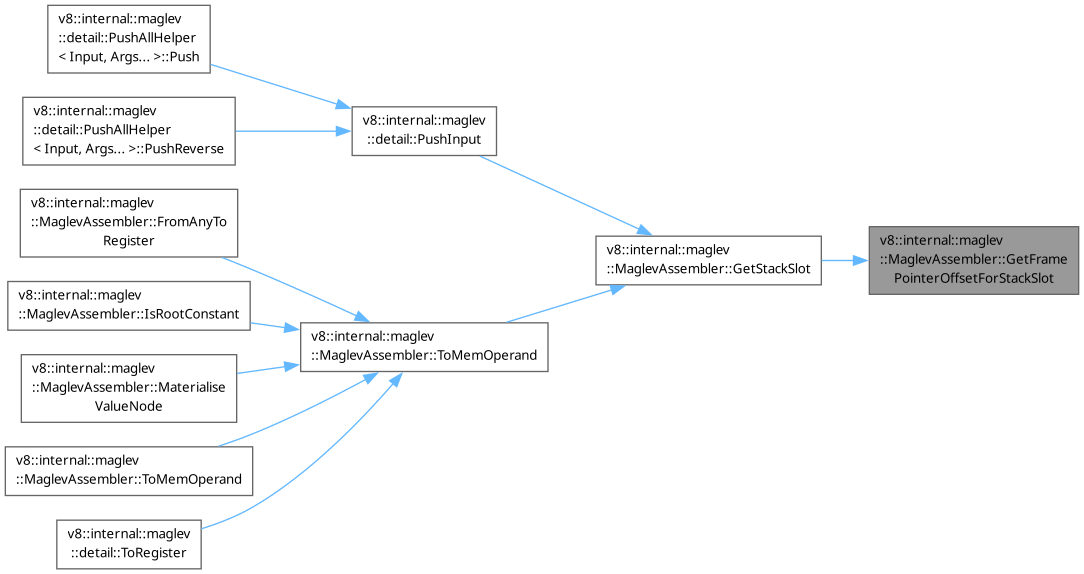 v8::internal::maglev
::detail::PushAllHelper
< Input, Args... >::Push
v8::internal::maglev
::detail::PushAllHelper
< Input, Args... >::PushReverse
v8::internal::maglev
::MaglevAssembler::FromAnyTo
Register
v8::internal::maglev
::MaglevAssembler::IsRootConstant
v8::internal::maglev
::MaglevAssembler::Materialise
ValueNode
v8::internal::maglev
::MaglevAssembler::ToMemOperand
v8::internal::maglev
::detail::ToRegister
v8::internal::maglev
::detail::PushInput
v8::internal::maglev
::MaglevAssembler::ToMemOperand
v8::internal::maglev
::MaglevAssembler::GetStackSlot
v8::internal::maglev
::MaglevAssembler::GetFrame
PointerOffsetForStackSlot